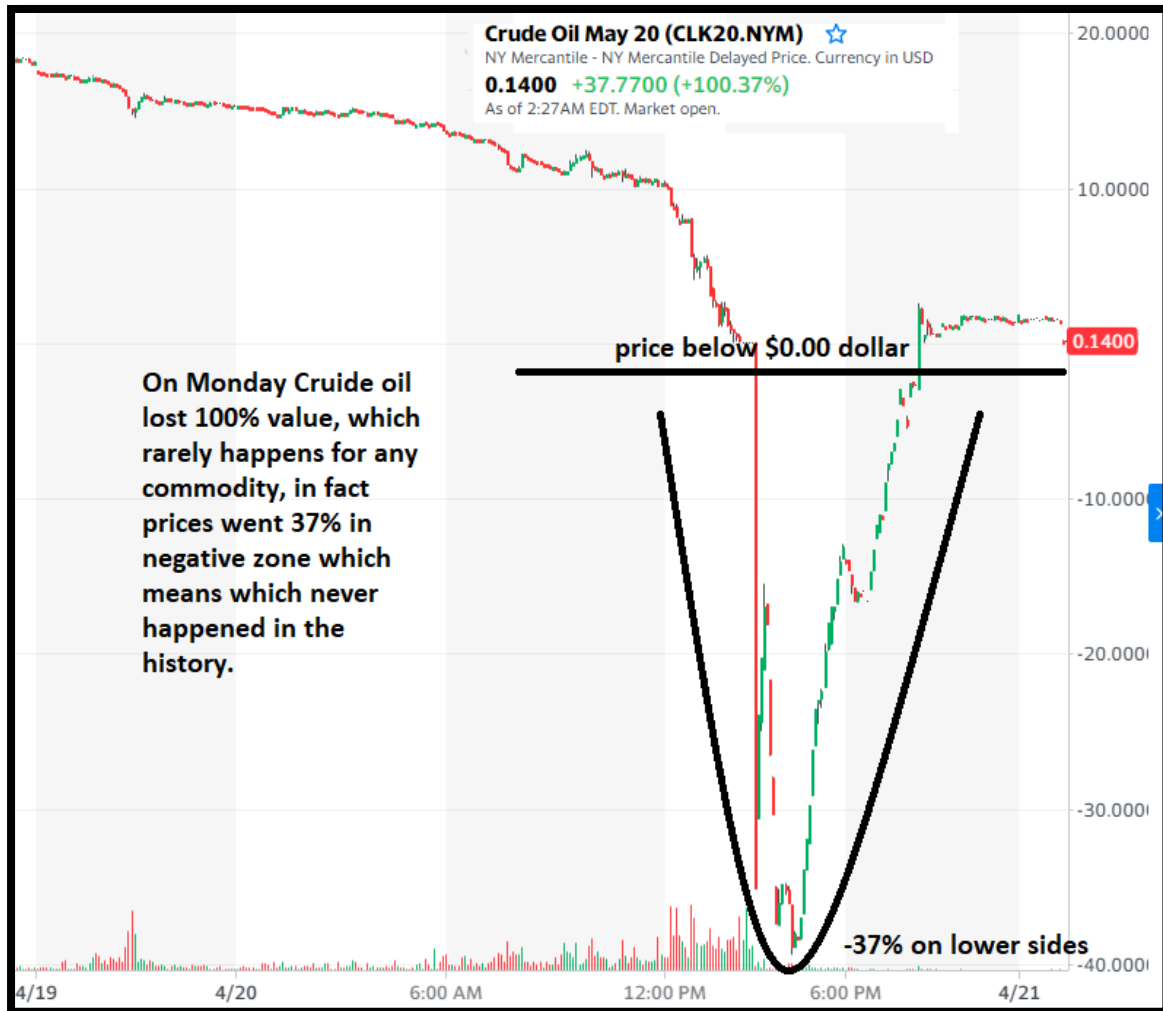 Crude Oil May 20 (CLK20.NYM)
NY Mercantile - NY Mercantile Delayed Price. Currency in USD
0.1400 +37.7700 (+100.37%)
As of 2:27AM EDT. Market open.
20.0000
10.0000
0.1400
price below $0.00 dollar
On Monday Cruide oil
lost 100% value, which
rarely happens for any
commodity, in fact
prices went 37% in
negative zone which
means which never
happened in the
history.
-10.0000
-20.0000
-30.0000
-37% on lower sides
-40.0000
4/19 4/20 6:00 AM 12:00 PM 6:00 PM 4/21